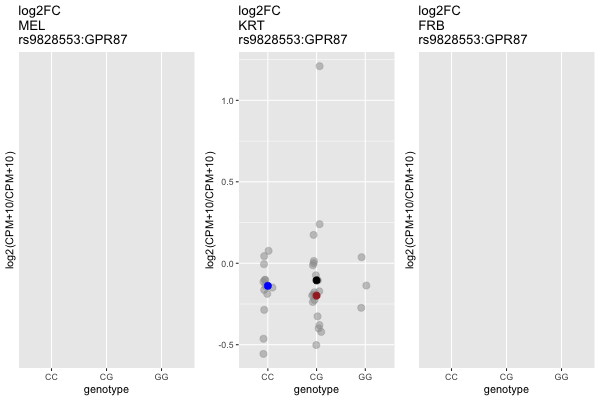 log2FC
MEL
rs9828553:GPR87
log2(CPM+10/CPM+10)
CC CG GG
genotype
log2FC
KRT
rs9828553:GPR87
log2(CPM+10/CPM+10)
1.0
0.5
0.0
-0.5
CC CG GG
genotype
log2FC
FRB
rs9828553:GPR87
log2(CPM+10/CPM+10)
CC CG GG
genotype